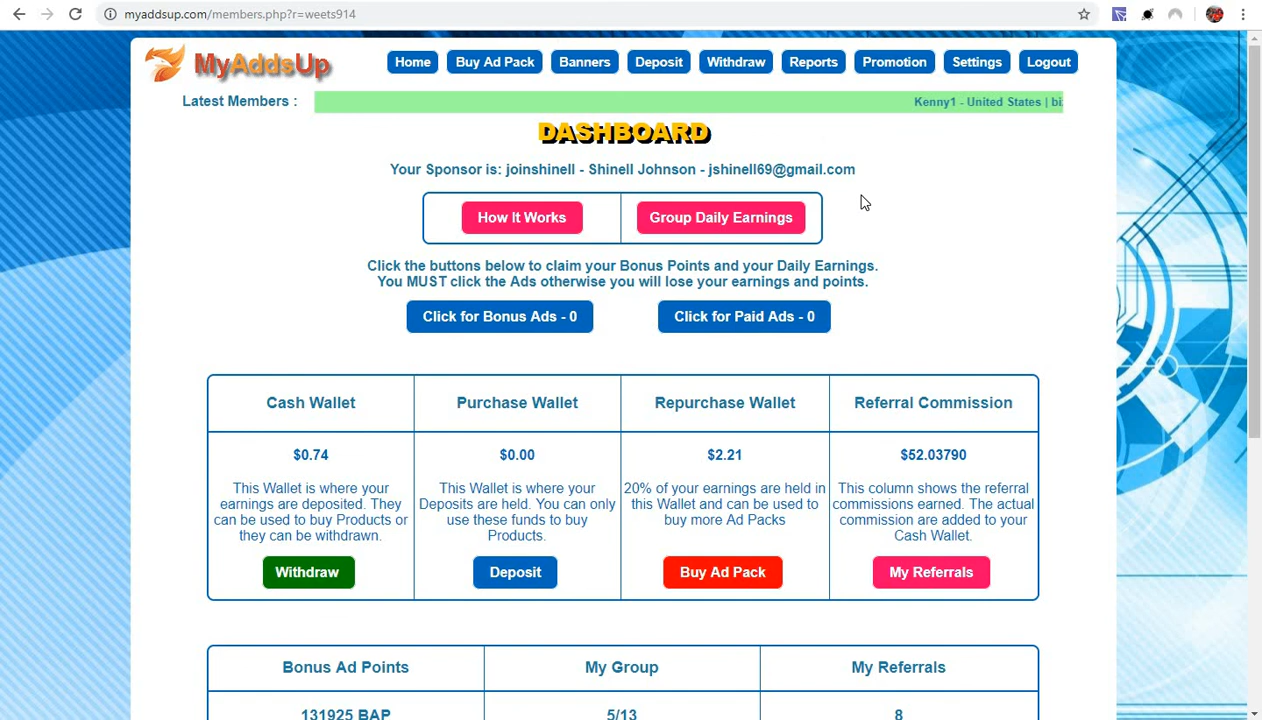 myaddsup.com/members.php?r=weets914
MyAddsUp
Home Buy Ad Pack Banners Deposit Withdraw Reports Promotion Settings Logout
Latest Members : Kenny1 - United States | bi
DASHBOARD
Your Sponsor is: joinshinell - Shinell Johnson - jshinell69@gmail.com
How It Works Group Daily Earnings
Click the buttons below to claim your Bonus Points and your Daily Earnings.
You MUST click the Ads otherwise you will lose your earnings and points.
Click for Bonus Ads - 0 Click for Paid Ads - 0
Cash Wallet Purchase Wallet Repurchase Wallet Referral Commission
$0.74 $0.00 $2.21 $52.03790
This Wallet is where your
earnings are deposited. They
can be used to buy Products or
they can be withdrawn.
This Wallet is where your
Deposits are held. You can only
use these funds to buy
Products.
20% of your earnings are held in
this Wallet and can be used to
buy more Ad Packs
This column shows the referral
commissions earned. The actual
commission are added to your
Cash Wallet.
Withdraw Deposit Buy Ad Pack My Referrals
Bonus Ad Points My Group My Referrals
131925 BAP 5/13 8